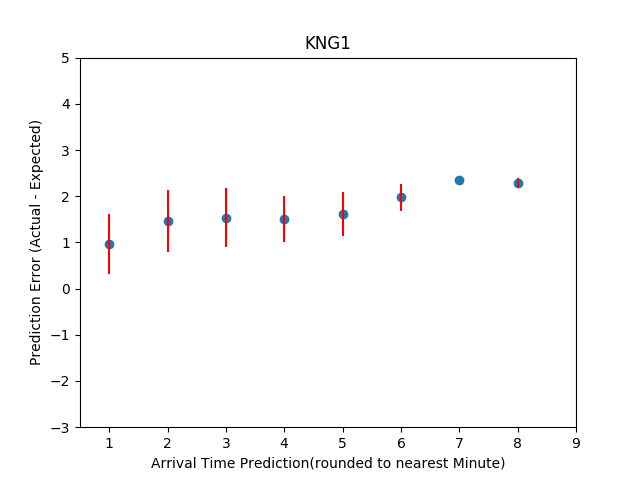 KNG1
Prediction Error (Actual - Expected)
5
4
3
2
1
0
−1
−2
−3
1 2 3 4 5 6 7 8 9
Arrival Time Prediction(rounded to nearest Minute)